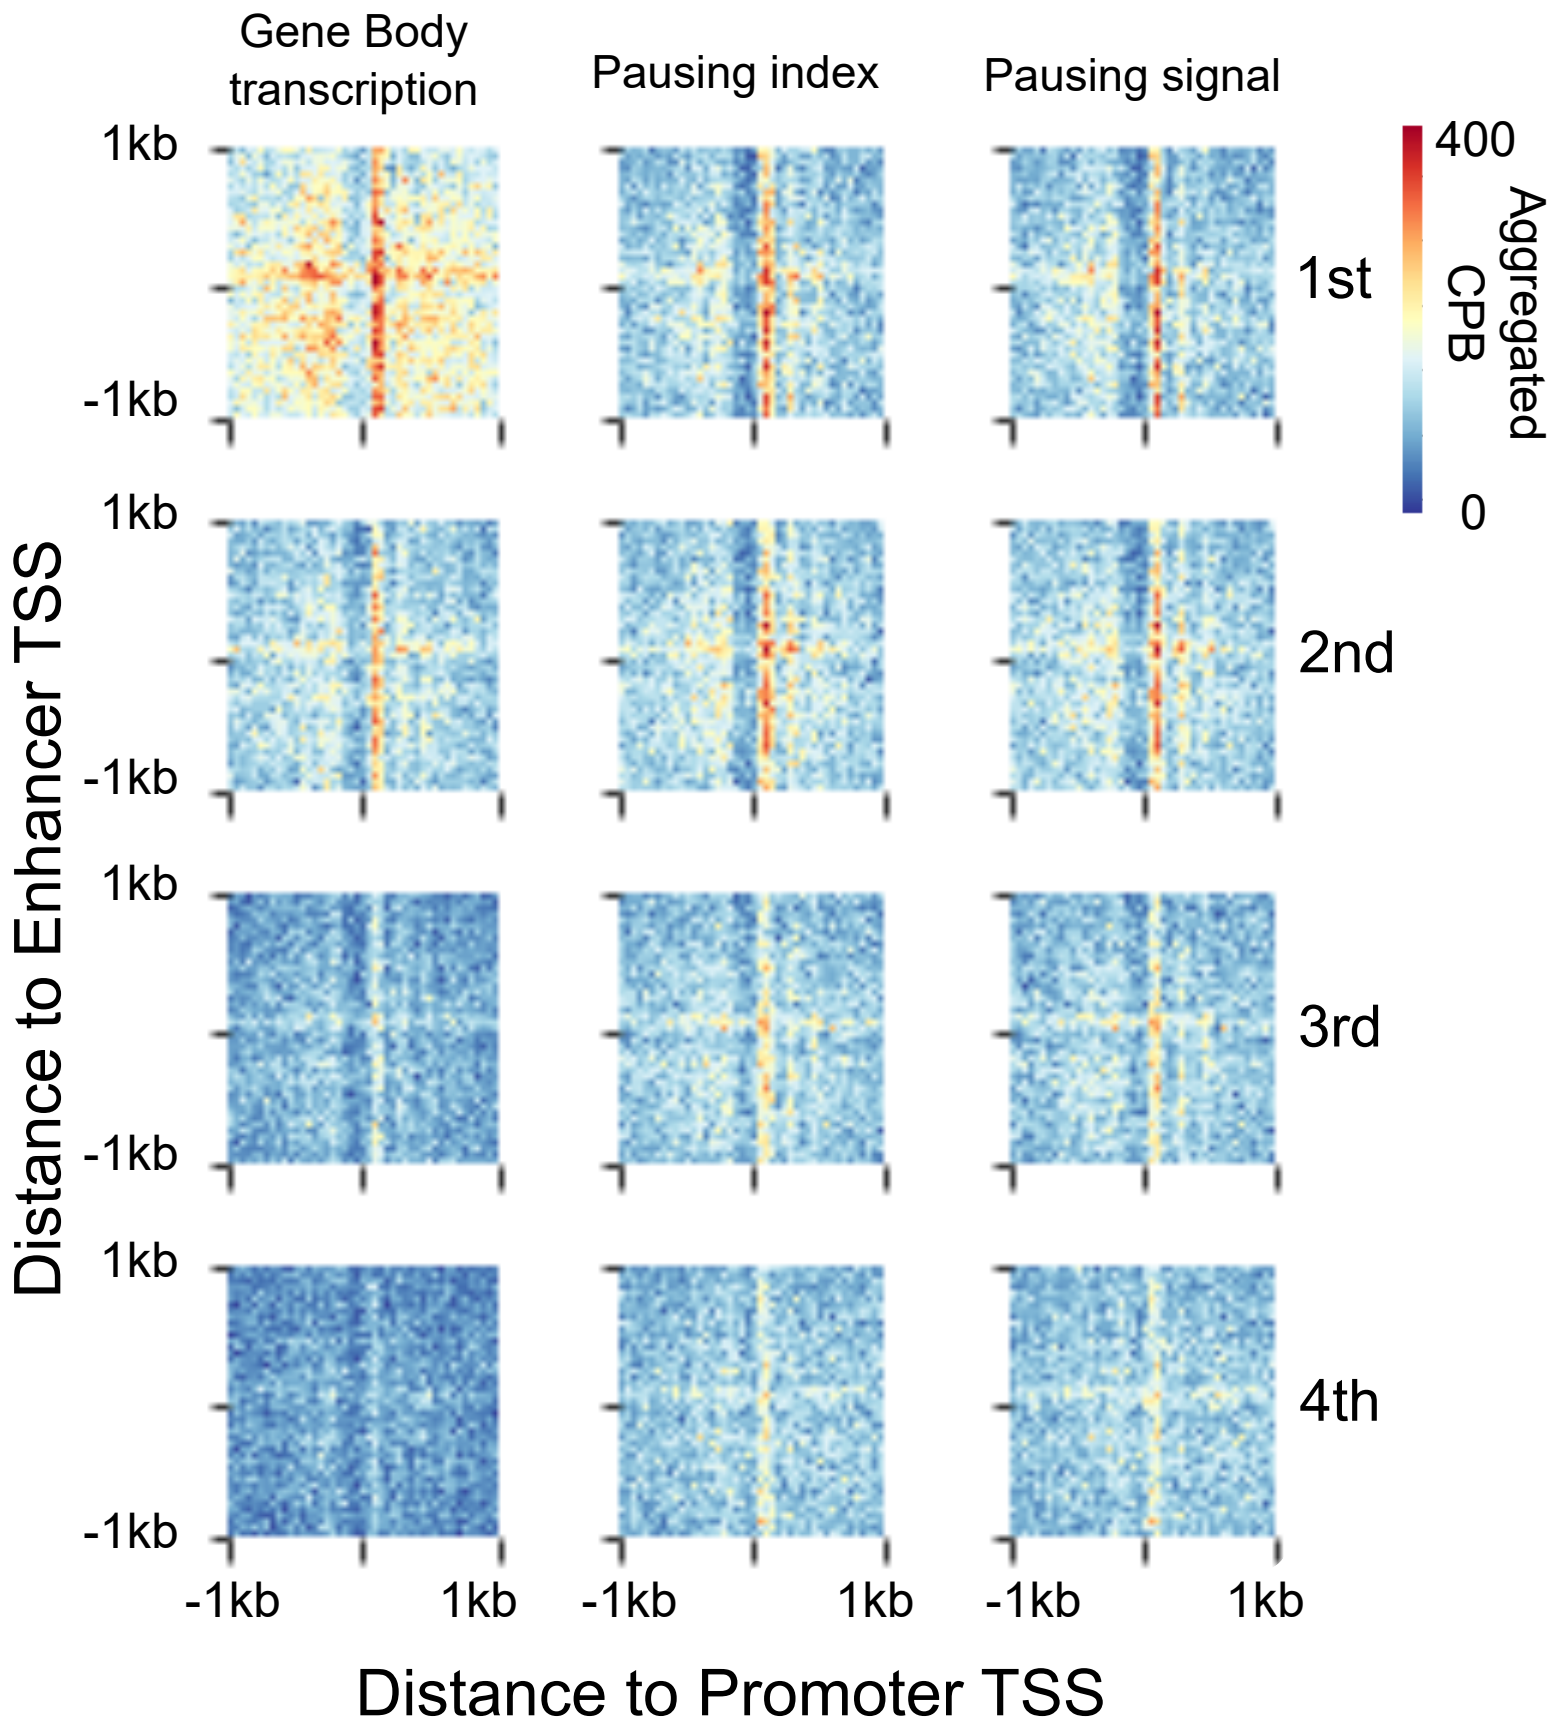 Gene Body
transcription
Pausing index
Pausing signal
1kb
-1kb
1st
400
0
Aggregated
CPB
1kb
-1kb
2nd
Distance to Enhancer TSS
1kb
-1kb
3rd
1kb
-1kb
4th
-1kb 1kb -1kb 1kb -1kb 1kb
Distance to Promoter TSS